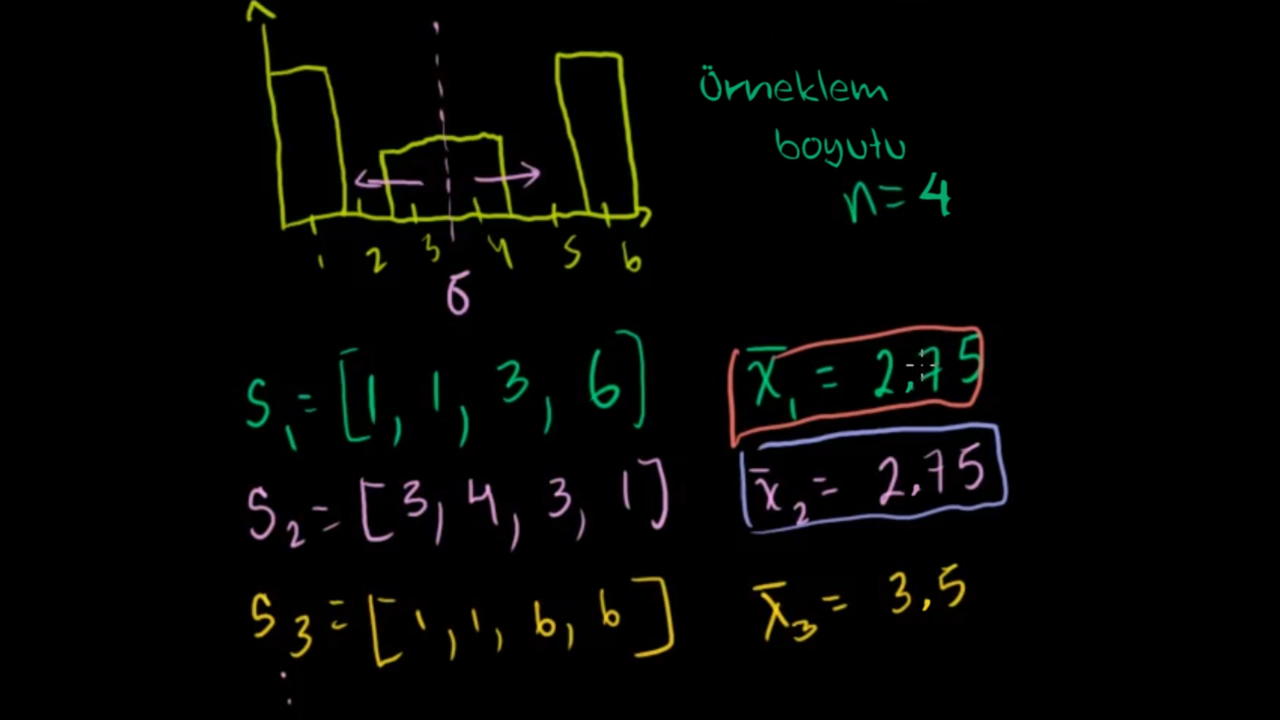 Örneklem
boyutu
n = 4
1 2 3 4 5 6
σ
S₁ = [1, 1, 3, 6] x̄₁ = 2.75
S₂ = [3, 4, 3, 1] x̄₂ = 2.75
S₃ = [1, 1, 6, 6] x̄₃ = 3.5